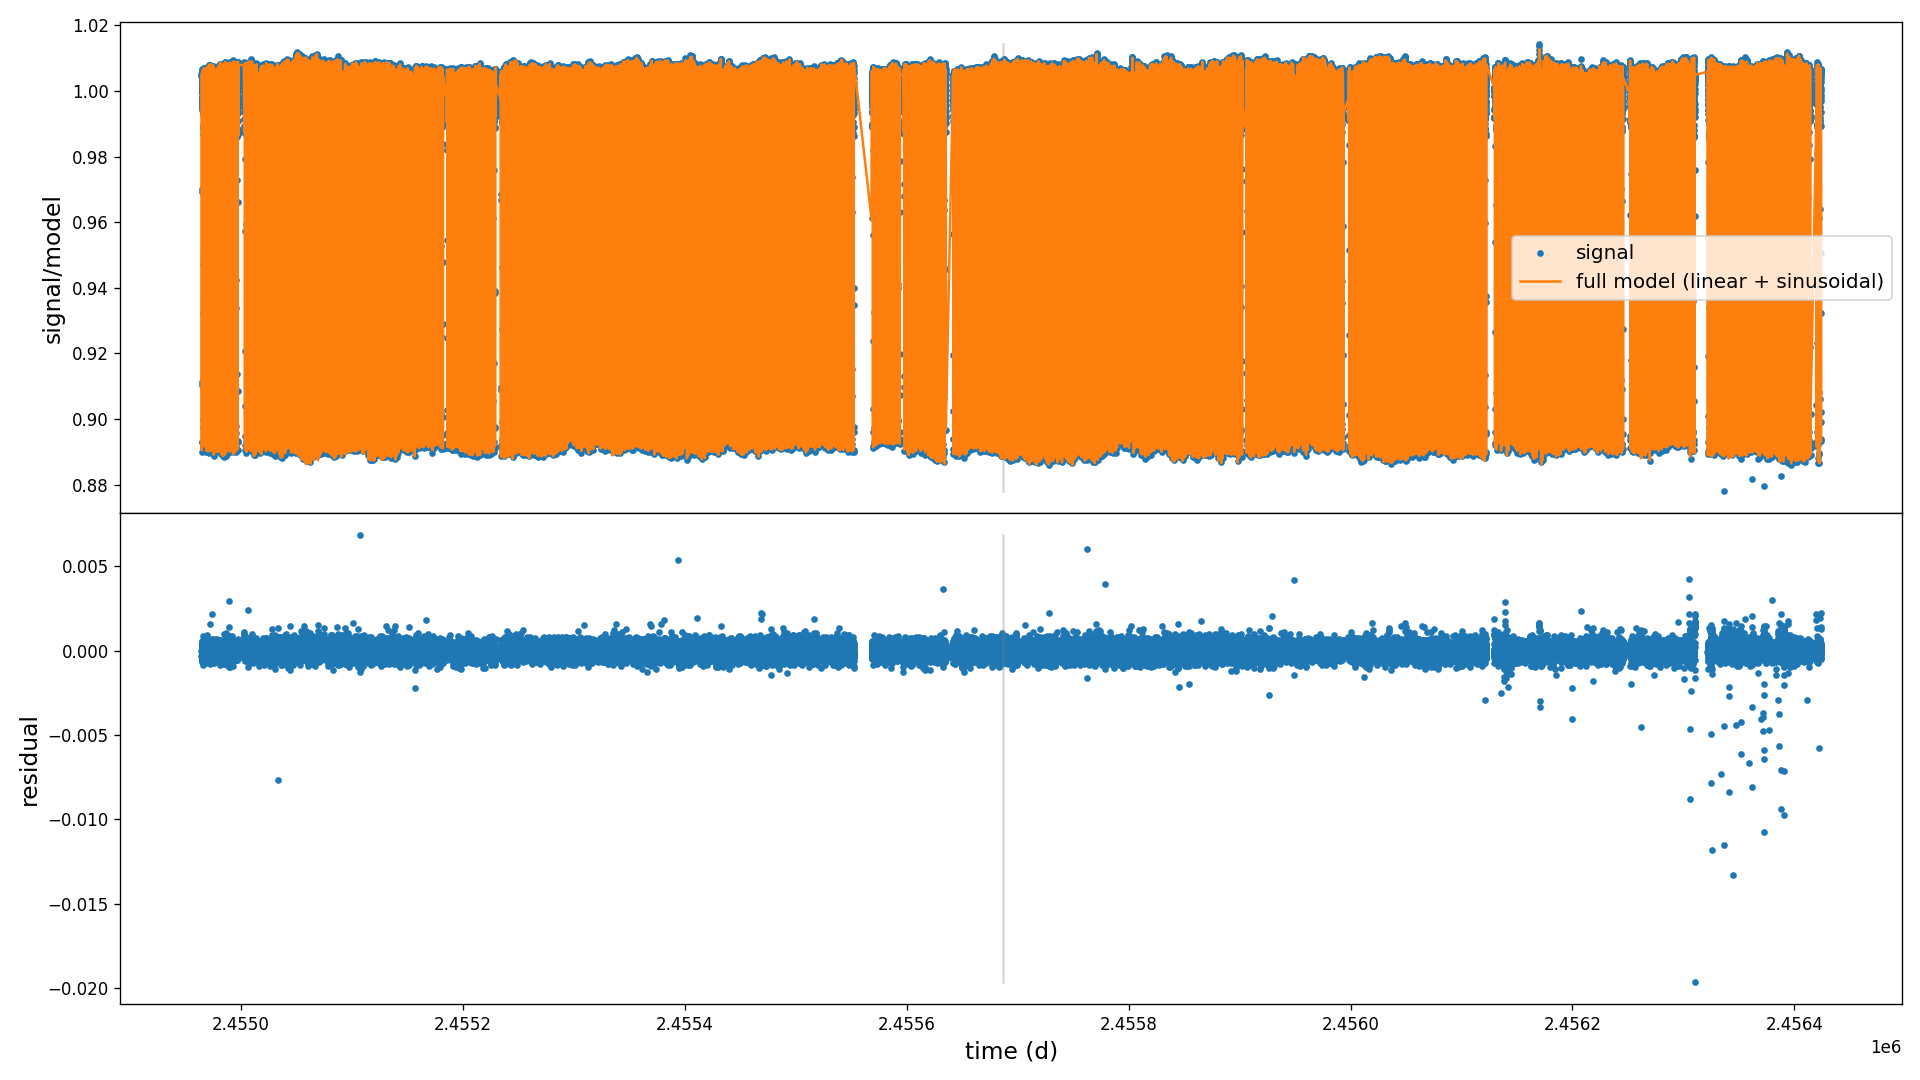 1.02
1.00
0.98
0.96
0.94
0.92
0.90
0.88
signal/model
signal
full model (linear + sinusoidal)
0.005
0.000
−0.005
−0.010
−0.015
−0.020
residual
2.4550 2.4552 2.4554 2.4556 2.4558 2.4560 2.4562 2.4564
1e6
time (d)